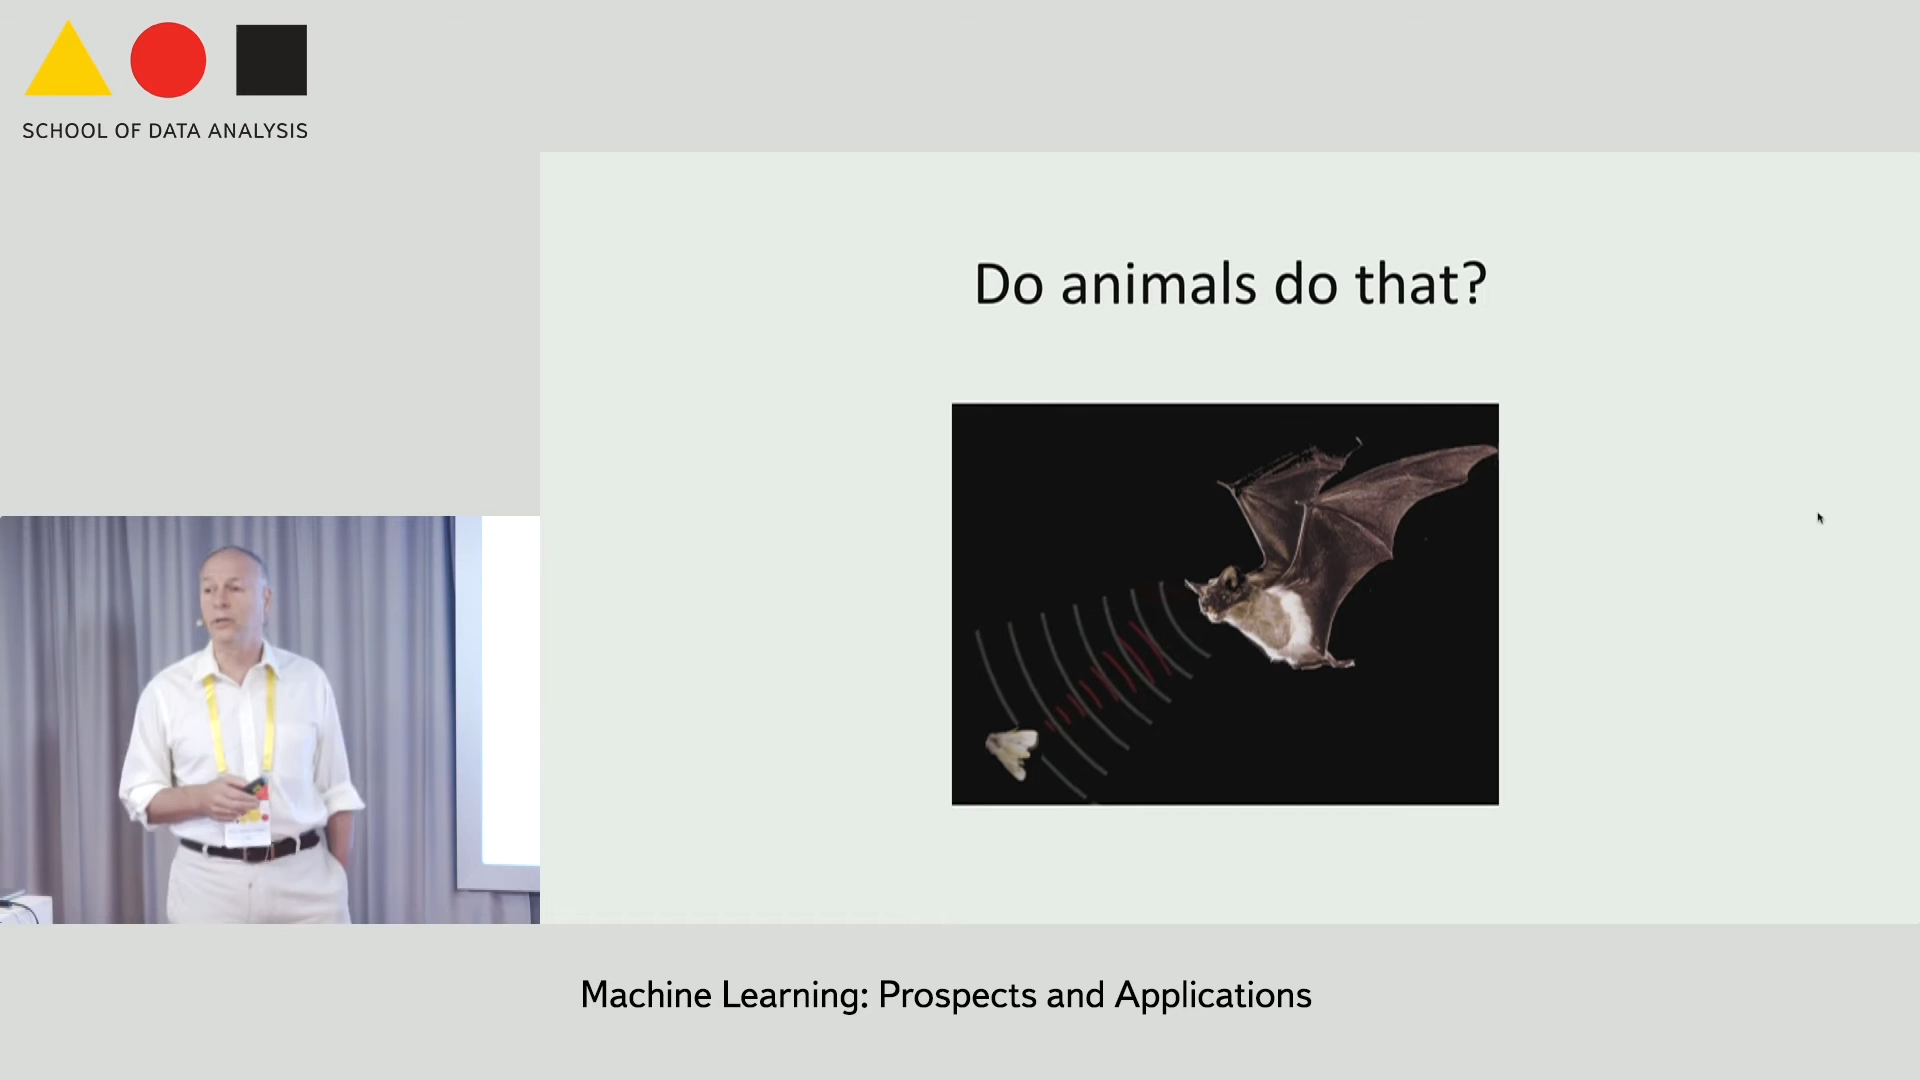 SCHOOL OF DATA ANALYSIS
Do animals do that?
Machine Learning: Prospects and Applications